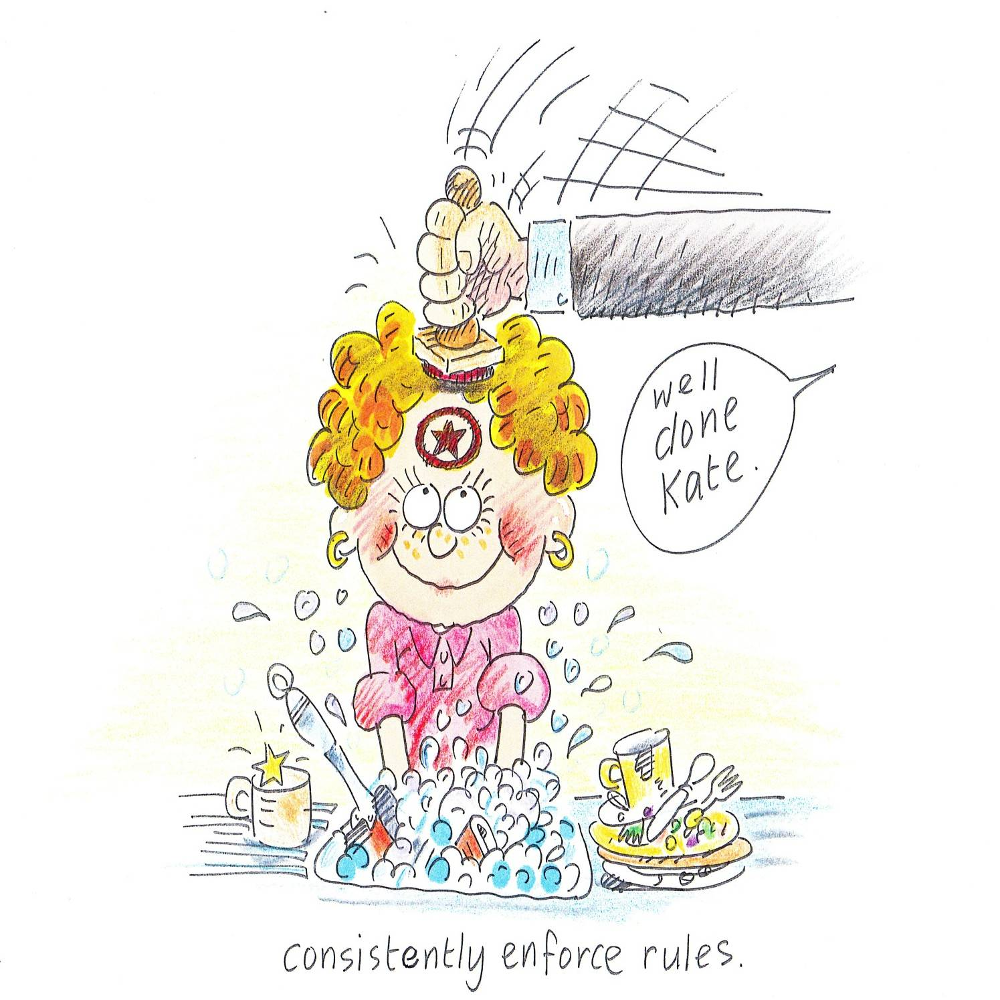 well
done
Kate.
consistently enforce rules.